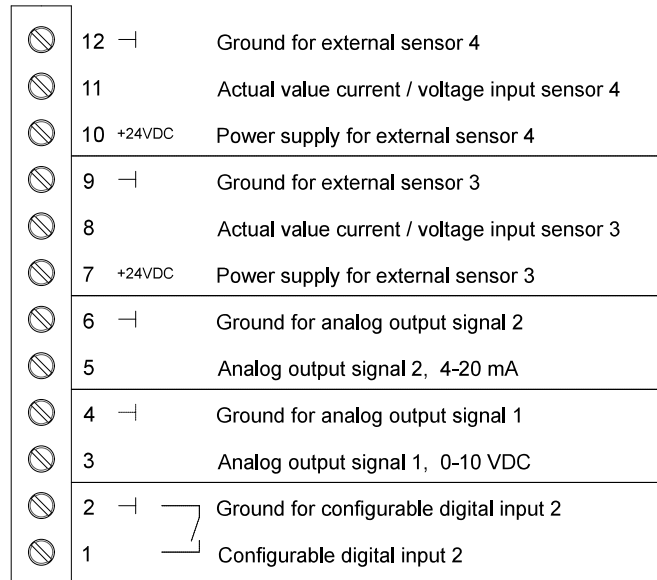 12 Ground for external sensor 4
11 Actual value current / voltage input sensor 4
10 +24VDC Power supply for external sensor 4
9 Ground for external sensor 3
8 Actual value current / voltage input sensor 3
7 +24VDC Power supply for external sensor 3
6 Ground for analog output signal 2
5 Analog output signal 2, 4-20 mA
4 Ground for analog output signal 1
3 Analog output signal 1, 0-10 VDC
2 Ground for configurable digital input 2
1 Configurable digital input 2